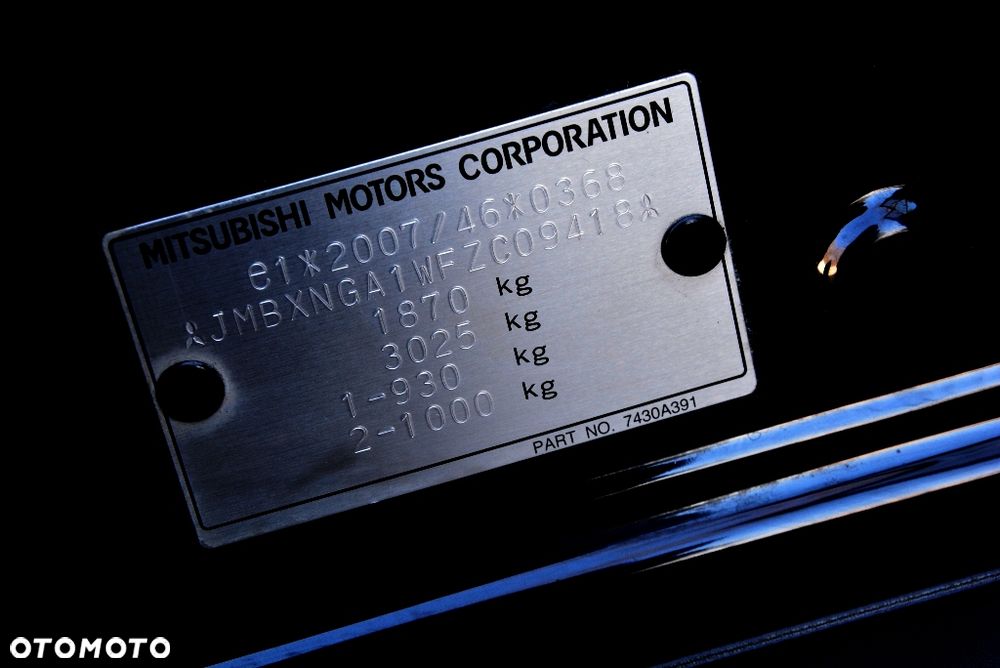 MITSUBISHI MOTORS CORPORATION
e1*2007/46*0368
JMBXNGA1WFZC09418
1870 kg
3025 kg
1-930 kg
2-1000 kg
PART NO. 7430A391
OTOMOTO